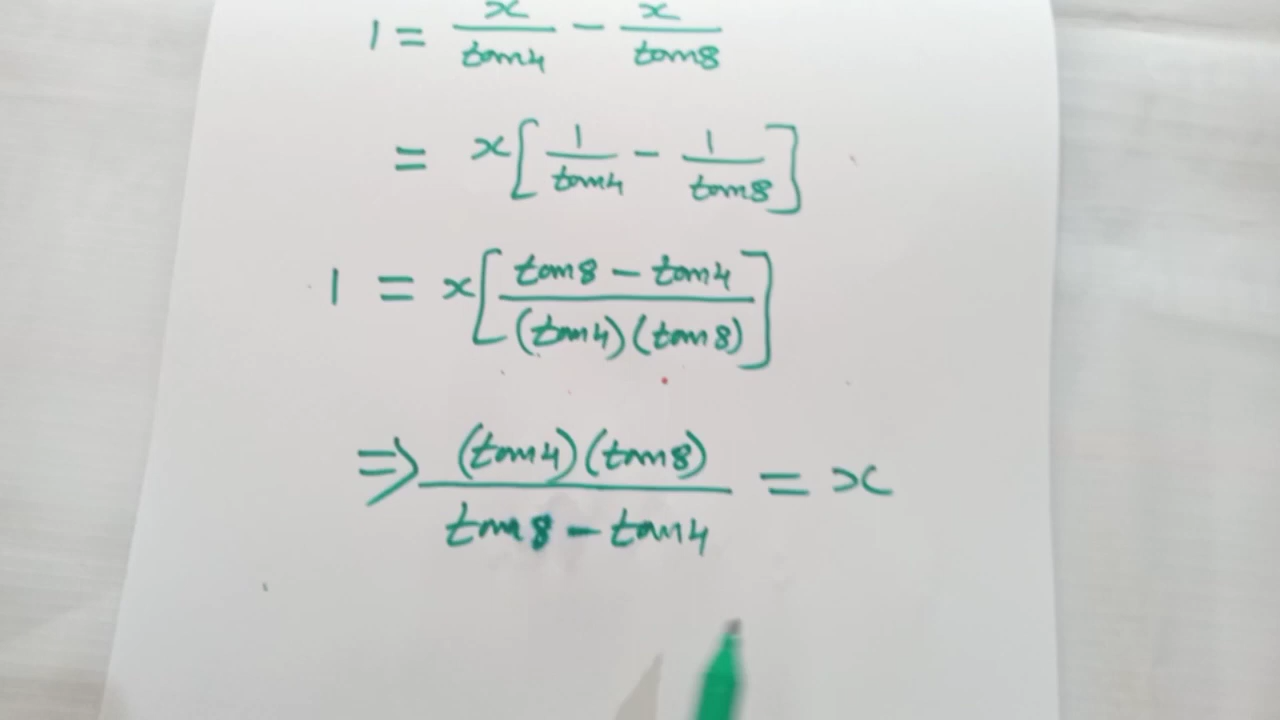 1 = x/tan4 - x/tan8
= x[1/tan4 - 1/tan8]
1 = x[(tan8 - tan4)/((tan4)(tan8))]
⇒ (tan4)(tan8)/(tan8 - tan4) = x